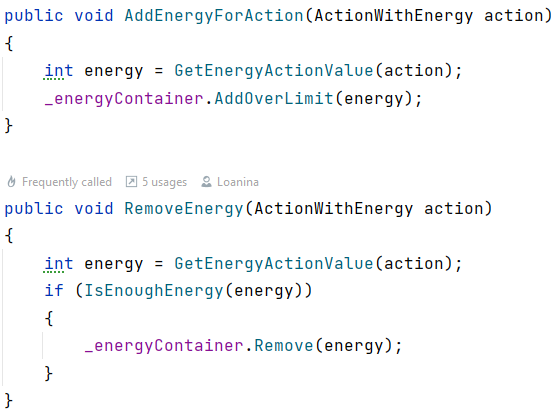 public void AddEnergyForAction(ActionWithEnergy action)
{
    int energy = GetEnergyActionValue(action);
    _energyContainer.AddOverLimit(energy);
}
Frequently called 5 usages Loanina
public void RemoveEnergy(ActionWithEnergy action)
{
    int energy = GetEnergyActionValue(action);
    if (IsEnoughEnergy(energy))
    {
        _energyContainer.Remove(energy);
    }
}